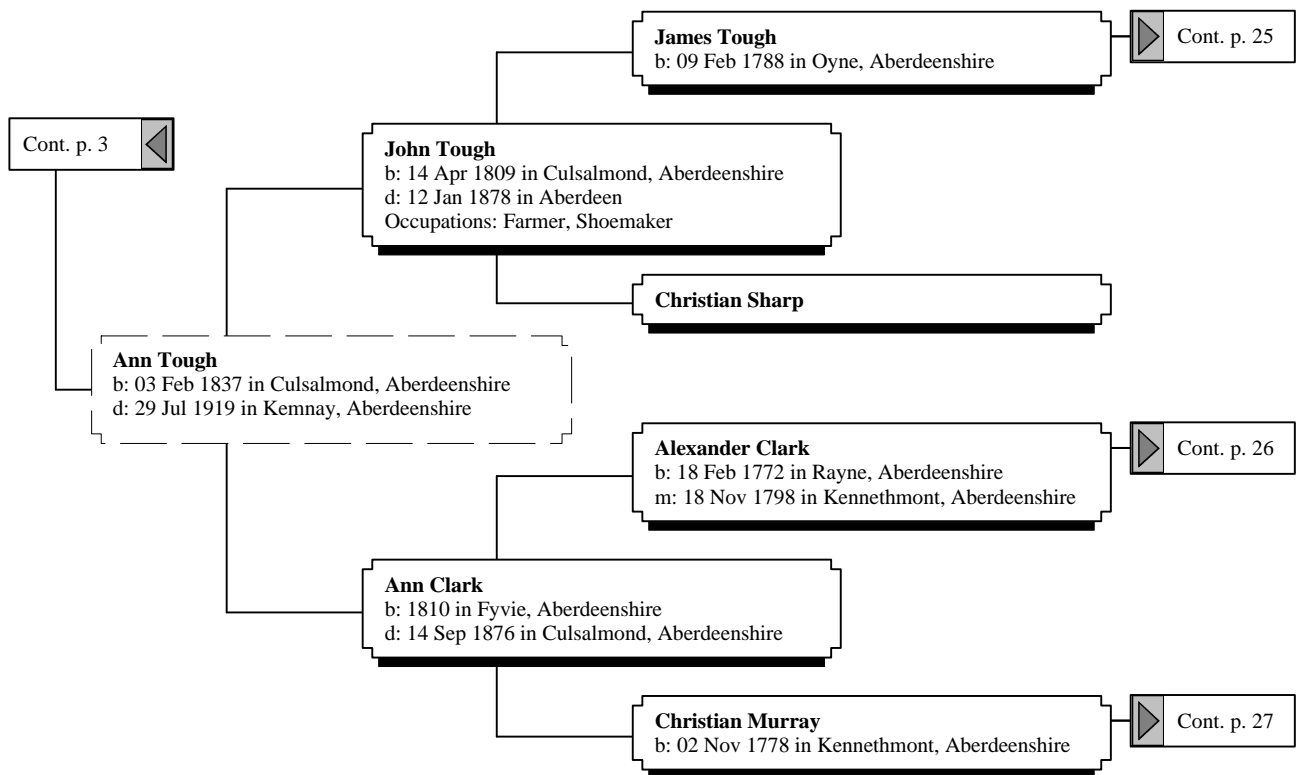 James Tough
b: 09 Feb 1788 in Oyne, Aberdeenshire
Cont. p. 25
Cont. p. 3
John Tough
b: 14 Apr 1809 in Culsalmond, Aberdeenshire
d: 12 Jan 1878 in Aberdeen
Occupations: Farmer, Shoemaker
Christian Sharp
Ann Tough
b: 03 Feb 1837 in Culsalmond, Aberdeenshire
d: 29 Jul 1919 in Kemnay, Aberdeenshire
Alexander Clark
b: 18 Feb 1772 in Rayne, Aberdeenshire
m: 18 Nov 1798 in Kennethmont, Aberdeenshire
Cont. p. 26
Ann Clark
b: 1810 in Fyvie, Aberdeenshire
d: 14 Sep 1876 in Culsalmond, Aberdeenshire
Christian Murray
b: 02 Nov 1778 in Kennethmont, Aberdeenshire
Cont. p. 27